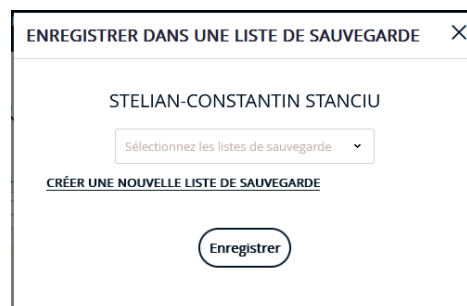 ENREGISTRER DANS UNE LISTE DE SAUVEGARDE
STELIAN-CONSTANTIN STANCIU
Sélectionnez les listes de sauvegarde
CRÉER UNE NOUVELLE LISTE DE SAUVEGARDE
Enregistrer